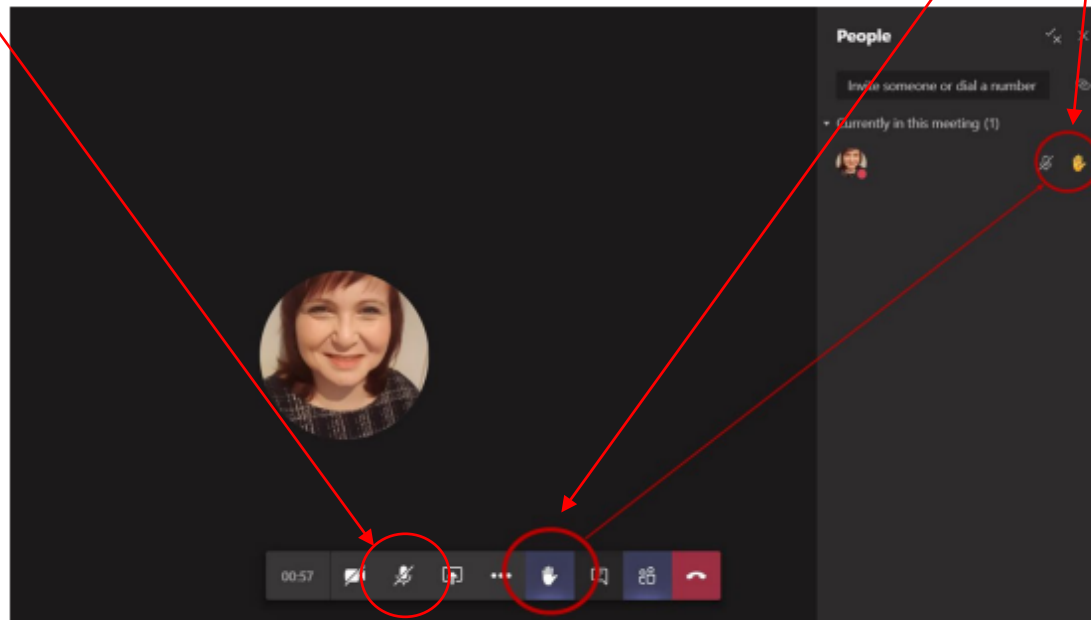 People
Invite someone or dial a number
Currently in this meeting (1)
00:57